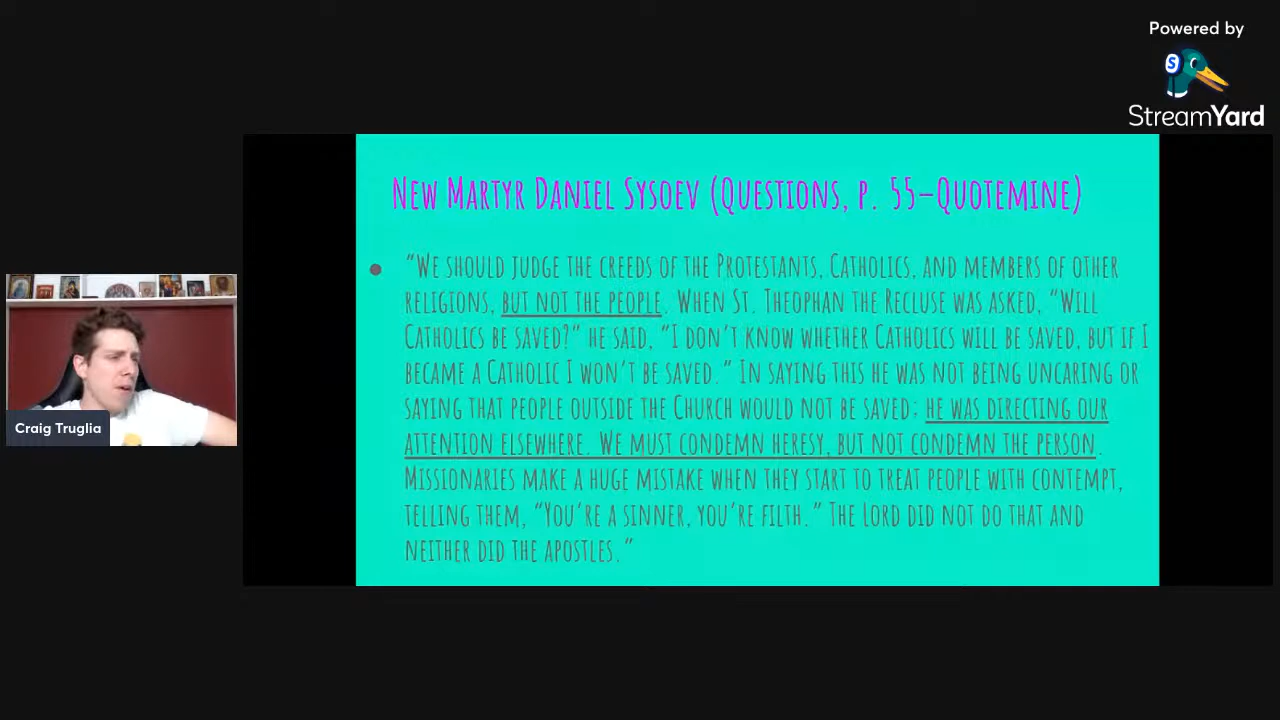 Powered by
S
StreamYard
New Martyr Daniel Sysoev (Questions, p. 55–Quotemine)
“We should judge the creeds of the Protestants, Catholics, and members of other
religions, but not the people. When St. Theophan the Recluse was asked, “Will
Catholics be saved?” he said, “I don’t know whether Catholics will be saved, but if I
became a Catholic I won’t be saved.” In saying this he was not being uncaring or
saying that people outside the Church would not be saved; he was directing our
attention elsewhere. We must condemn heresy, but not condemn the person.
Missionaries make a huge mistake when they start to treat people with contempt,
telling them, “You’re a sinner, you’re filth.” The Lord did not do that and
neither did the apostles.”
Craig Truglia